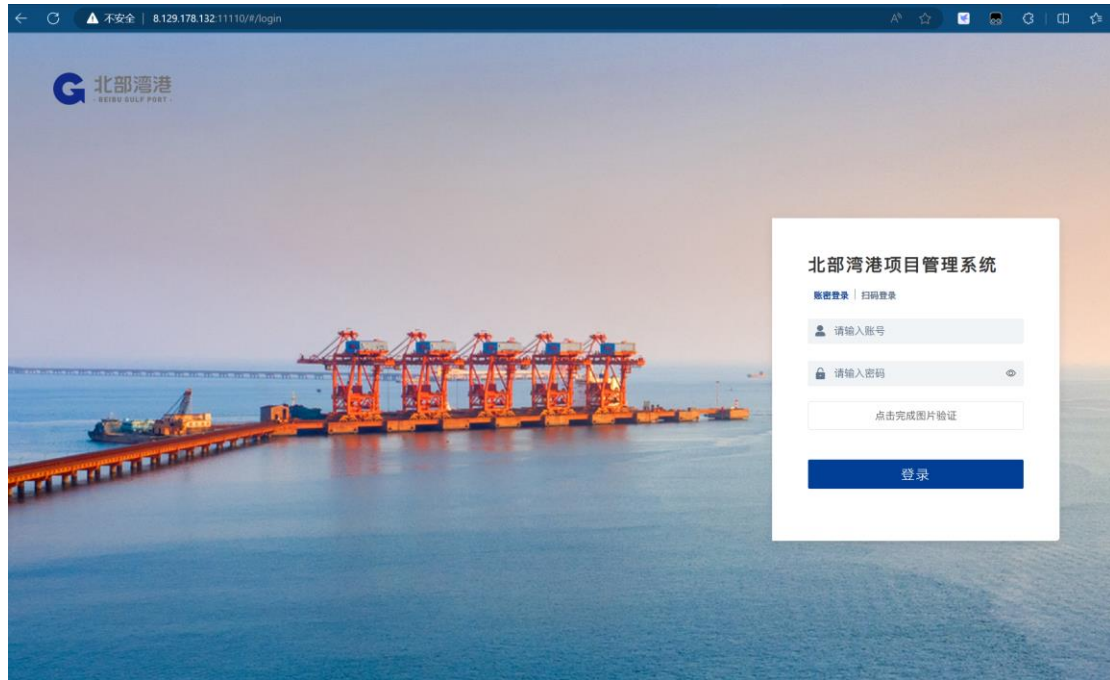 不安全 | 8.129.178.132:11110/#/login
北部湾港
· BEIBU GULF PORT ·
北部湾港项目管理系统
账密登录 | 扫码登录
请输入账号
请输入密码
点击完成图片验证
登录